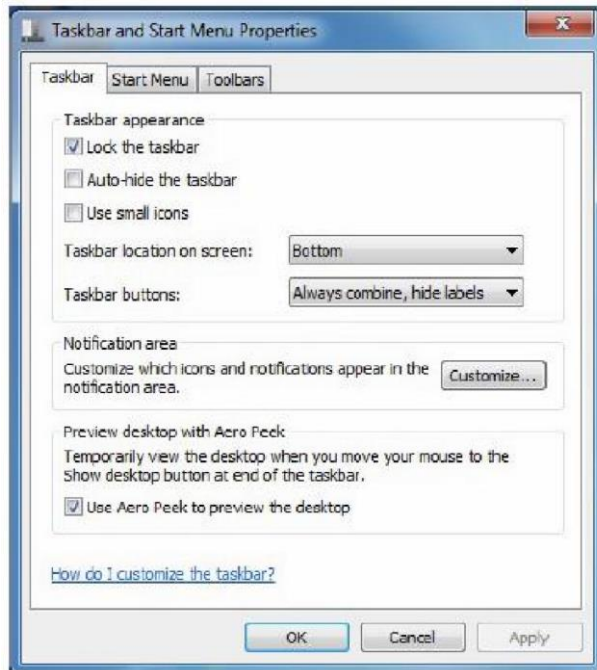 Taskbar and Start Menu Properties
Taskbar Start Menu Toolbars
Taskbar appearance
Lock the taskbar
Auto-hide the taskbar
Use small icons
Taskbar location on screen: Bottom
Taskbar buttons: Always combine, hide labels
Notification area
Customize which icons and notifications appear in the
notification area.
Customize...
Preview desktop with Aero Peek
Temporarily view the desktop when you move your mouse to the
Show desktop button at end of the taskbar.
Use Aero Peek to preview the desktop
How do I customize the taskbar?
OK Cancel Apply